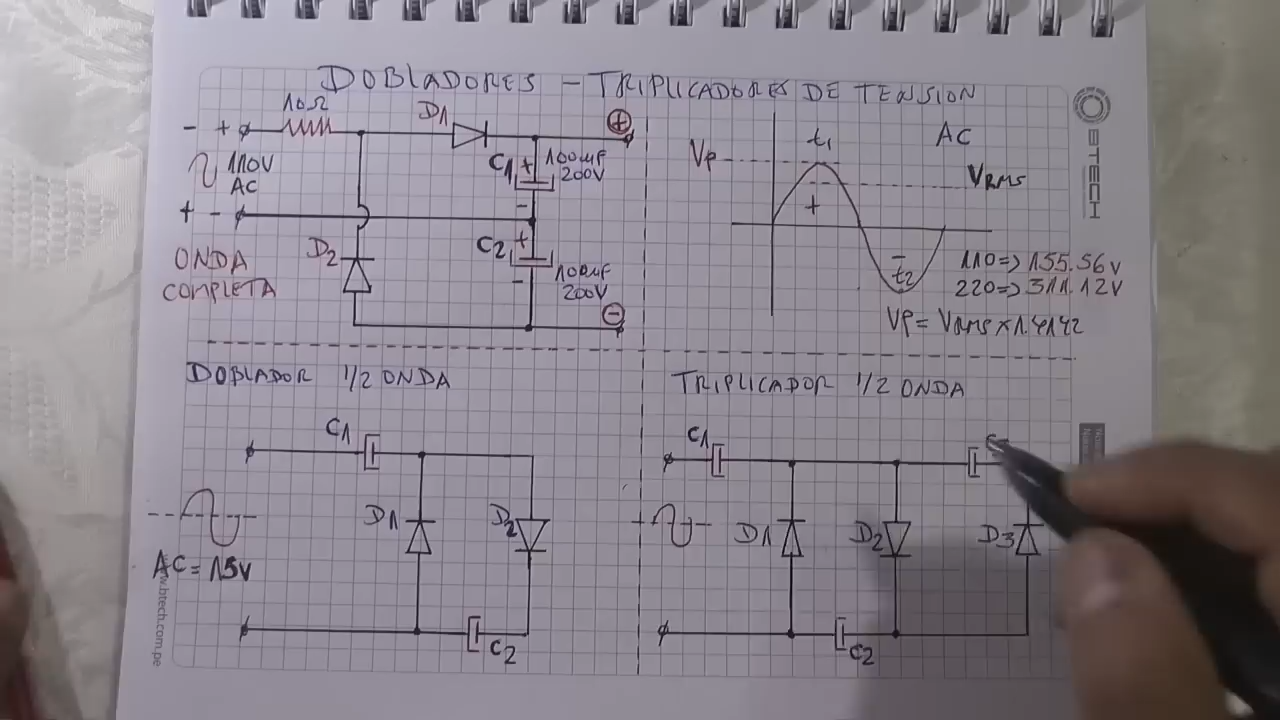 DOBLADORES - TRIPLICADORES DE TENSION
10Ω
- +
110V
AC
+ -
ONDA
COMPLETA
D1
D2
C1
+
100uF
200V
-
C2
+
100uF
200V
-
+
-
Vp
t1
AC
VRMS
+
-
t2
110=> 155.56v
220=> 311.12V
Vp= VRMS x 1.4142
BTECH
DOBLADOR 1/2 ONDA
C1
D1
D2
AC= 15V
C2
www.btech.com.pe
TRIPLICADOR 1/2 ONDA
C1
D1
D2
D3
C2